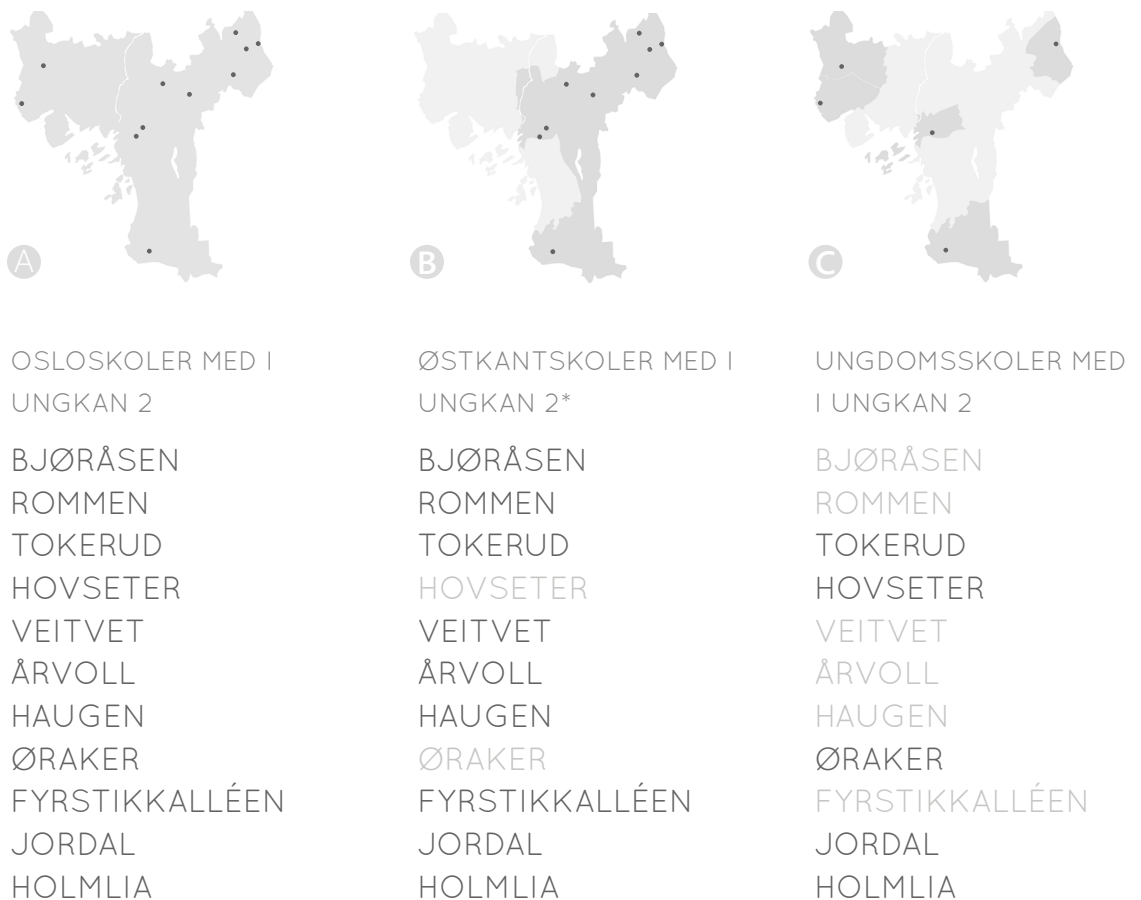 A
B
C
OSLOSKOLER MED I
UNGKAN 2
BJØRÅSEN
ROMMEN
TOKERUD
HOVSETER
VEITVET
ÅRVOLL
HAUGEN
ØRAKER
FYRSTIKKALLÉEN
JORDAL
HOLMLIA
ØSTKANTSKOLER MED I
UNGKAN 2*
BJØRÅSEN
ROMMEN
TOKERUD
HOVSETER
VEITVET
ÅRVOLL
HAUGEN
ØRAKER
FYRSTIKKALLÉEN
JORDAL
HOLMLIA
UNGDOMSSKOLER MED
I UNGKAN 2
BJØRÅSEN
ROMMEN
TOKERUD
HOVSETER
VEITVET
ÅRVOLL
HAUGEN
ØRAKER
FYRSTIKKALLÉEN
JORDAL
HOLMLIA